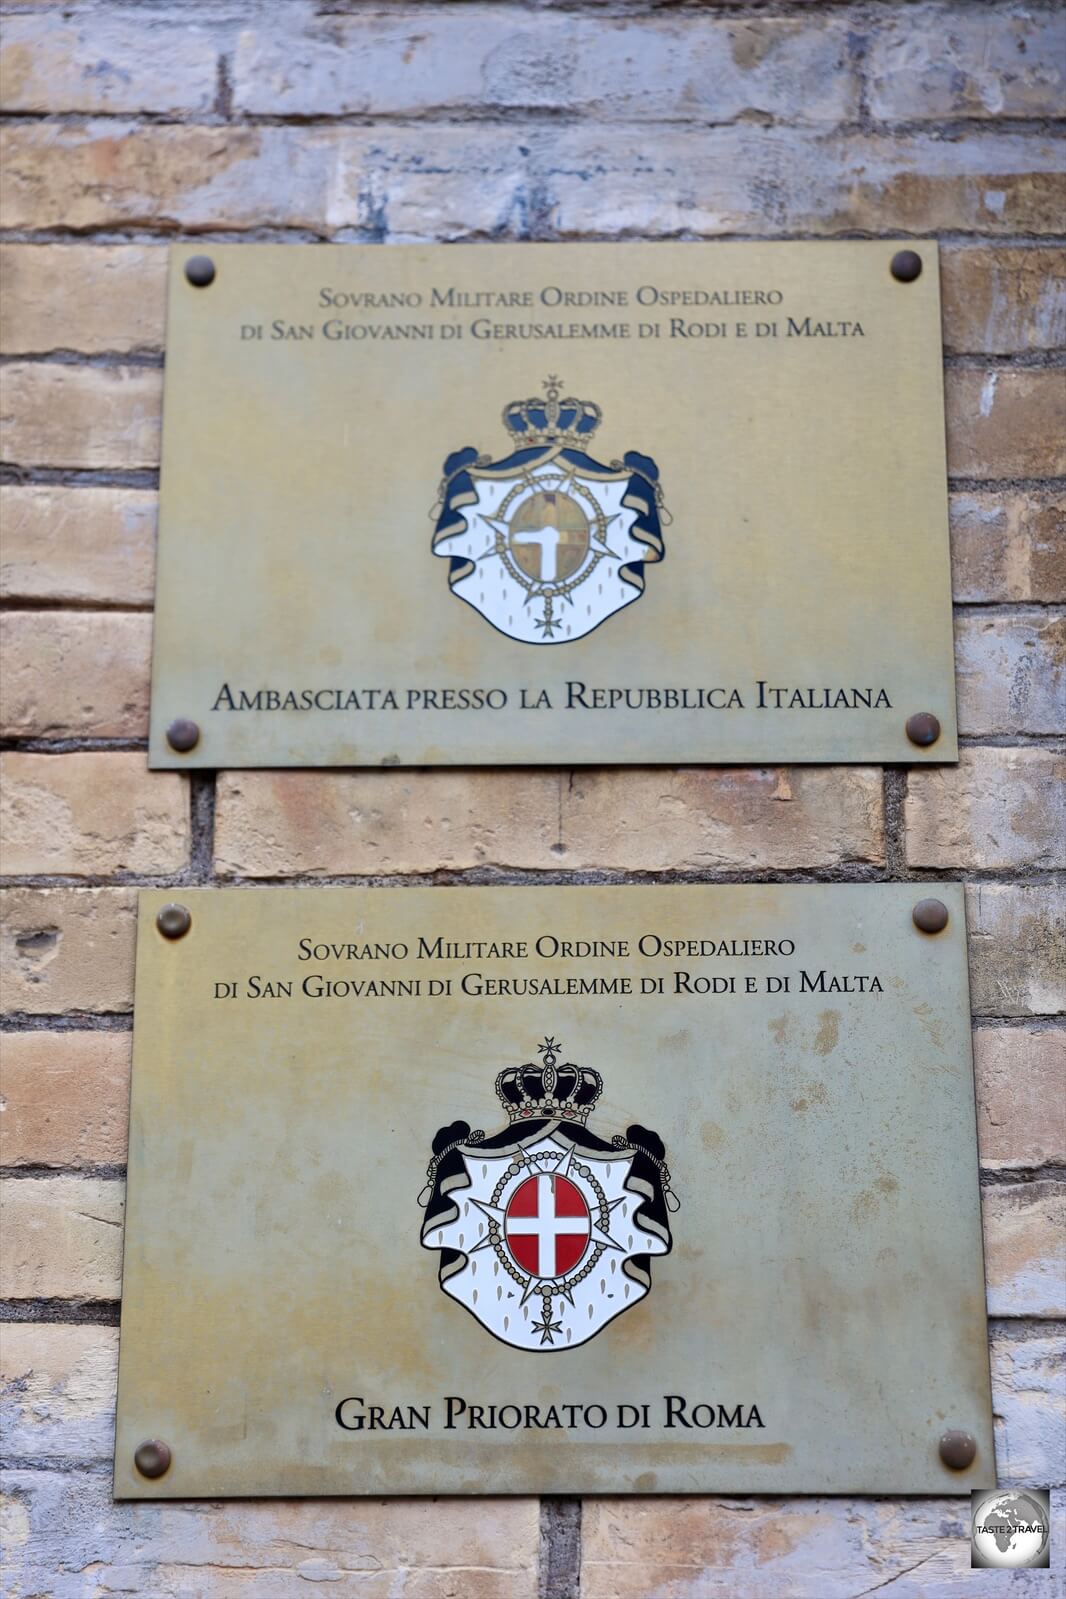 Sovrano Militare Ordine Ospedaliero
di San Giovanni di Gerusalemme di Rodi e di Malta
Ambasciata presso la Repubblica Italiana
Sovrano Militare Ordine Ospedaliero
di San Giovanni di Gerusalemme di Rodi e di Malta
Gran Priorato di Roma
TASTE2TRAVEL